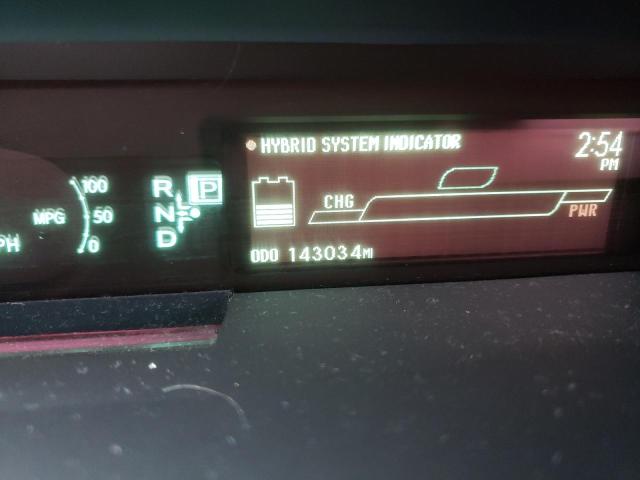 100
MPG 50
PH 0
R P
N
D
HYBRID SYSTEM INDICATOR
2:54
PM
CHG
PWR
ODO 143034MI